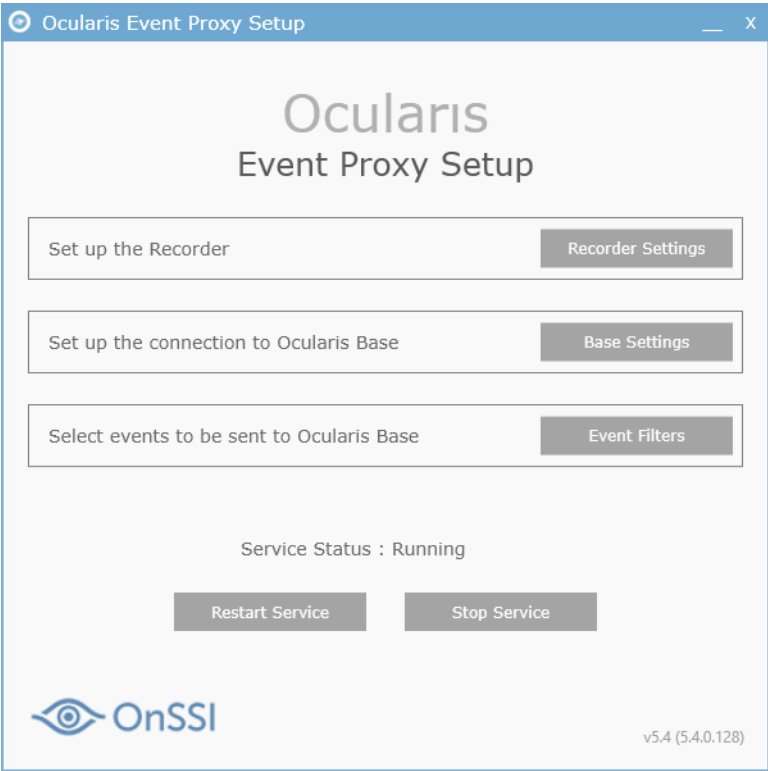 Ocularis Event Proxy Setup
__ X
Ocularis
Event Proxy Setup
Set up the Recorder
Recorder Settings
Set up the connection to Ocularis Base
Base Settings
Select events to be sent to Ocularis Base
Event Filters
Service Status : Running
Restart Service
Stop Service
OnSSI
v5.4 (5.4.0.128)